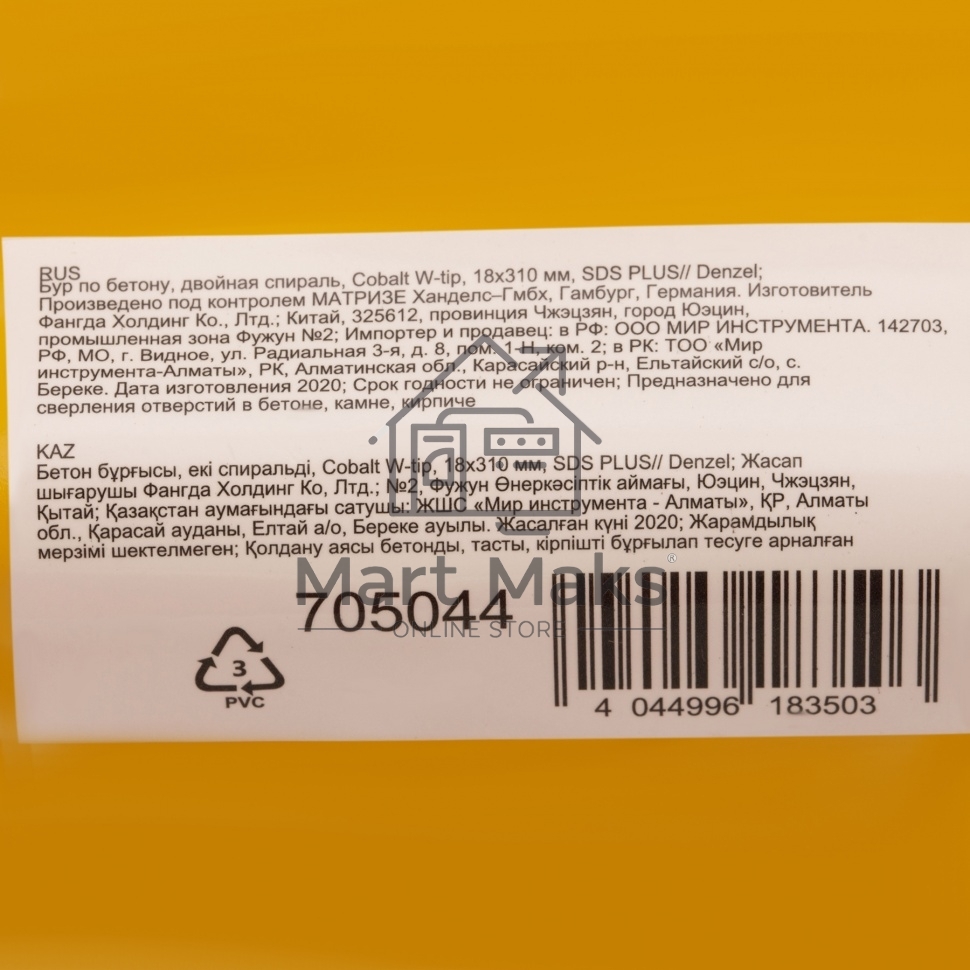 RUS
Бур по бетону, двойная спираль, Cobalt W-tip, 18x310 мм, SDS PLUS// Denzel;
Произведено под контролем МАТРИЗЕ Ханделс–Гмбх, Гамбург, Германия. Изготовитель
Фангда Холдинг Ко., Лтд.; Китай, 325612, провинция Чжэцзян, город Юэцин,
промышленная зона Фужун №2; Импортер и продавец: в РФ: ООО МИР ИНСТРУМЕНТА. 142703,
РФ, МО, г. Видное, ул. Радиальная 3-я, д. 8, пом. 1-Н, ком. 2; в РК: ТОО «Мир
инструмента-Алматы», РК, Алматинская обл., Карасайский р-н, Ельтайский с/о, с.
Береке. Дата изготовления 2020; Срок годности не ограничен; Предназначено для
сверления отверстий в бетоне, камне, кирпиче
KAZ
Бетон бұрғысы, екі спиральді, Cobalt W-tip, 18x310 мм, SDS PLUS// Denzel; Жасап
шығарушы Фангда Холдинг Ко, Лтд.; №2, Фужун Өнеркәсіптік аймағы, Юэцин, Чжэцзян,
Қытай; Қазақстан аумағындағы сатушы: ЖШС «Мир инструмента - Алматы», ҚР, Алматы
обл., Қарасай ауданы, Елтай а/о, Береке ауылы. Жасалған күні 2020; Жарамдылық
мерзімі шектелмеген; Қолдану аясы бетонды, тасты, кірпішті бұрғылап тесуге арналған
Mart Maks®
705044
ONLINE STORE
3
PVC
4 044996 183503